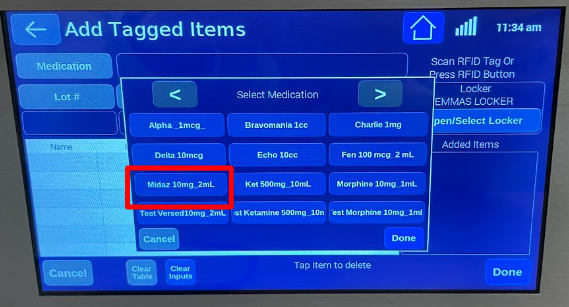 Add Tagged Items
11:34 am
Medication
Scan RFID Tag Or
Press RFID Button
Lot #
Locker
EMMAS LOCKER
pen/Select Locker
< Select Medication >
Alpha _1mcg_
Bravomania 1cc
Charlie 1mg
Name
Added Items
Delta 10mcg
Echo 10cc
Fen 100 mcg_2 mL
Midaz 10mg_2mL
Ket 500mg_10mL
Morphine 10mg_1mL
Test Versed10mg_2mL
st Ketamine 500mg_10n
Test Morphine 10mg_1ml
Cancel
Done
Cancel
Clear
Table
Clear
Inputs
Tap item to delete
Done